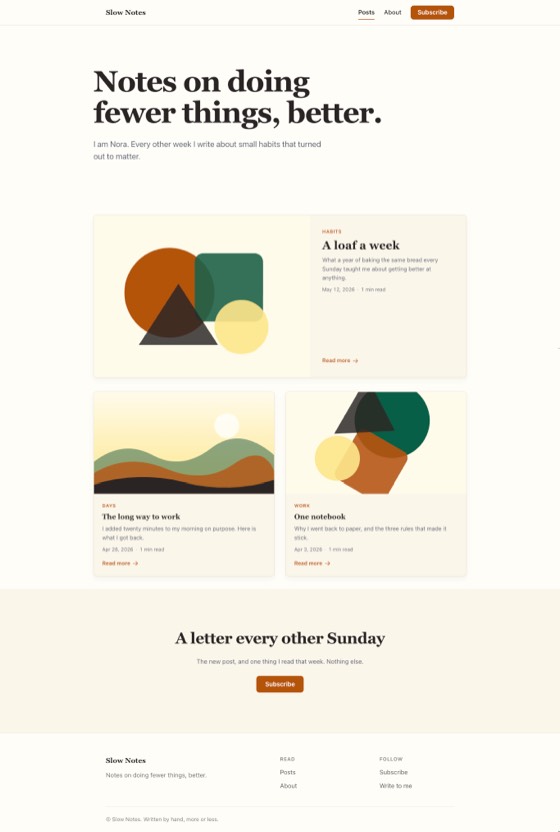 Slow Notes
Posts About Subscribe
Notes on doing
fewer things, better.
I am Nora. Every other week I write about small habits that turned
out to matter.
HABITS
A loaf a week
What a year of baking the same bread every
Sunday taught me about getting better at
anything.
May 12, 2026 · 1 min read
Read more →
DAYS
The long way to work
I added twenty minutes to my morning on purpose. Here is
what I got back.
Apr 28, 2026 · 1 min read
Read more →
WORK
One notebook
Why I went back to paper, and the three rules that made it
stick.
Apr 3, 2026 · 1 min read
Read more →
A letter every other Sunday
The new post, and one thing I read that week. Nothing else.
Subscribe
Slow Notes
Notes on doing fewer things, better.
READ
Posts
About
FOLLOW
Subscribe
Write to me
© Slow Notes. Written by hand, more or less.